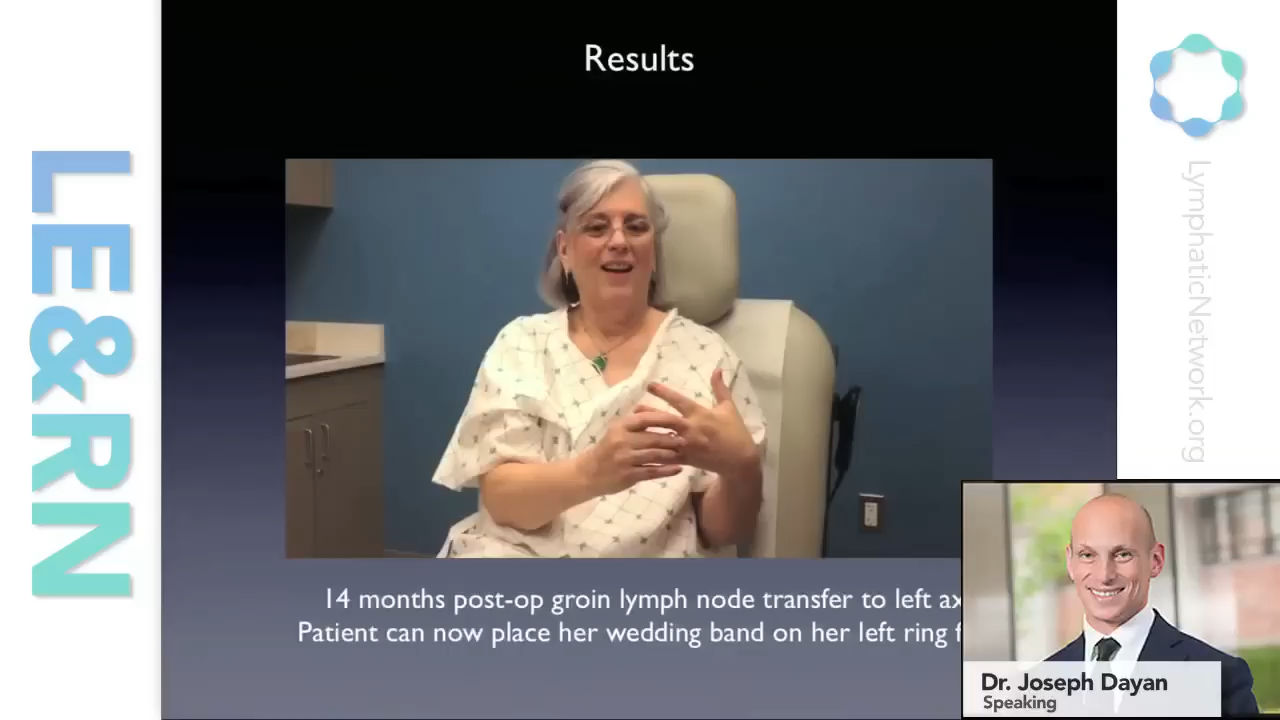 LE&RN
Results
LymphaticNetwork.org
14 months post-op groin lymph node transfer to left ax
Patient can now place her wedding band on her left ring f
Dr. Joseph Dayan
Speaking